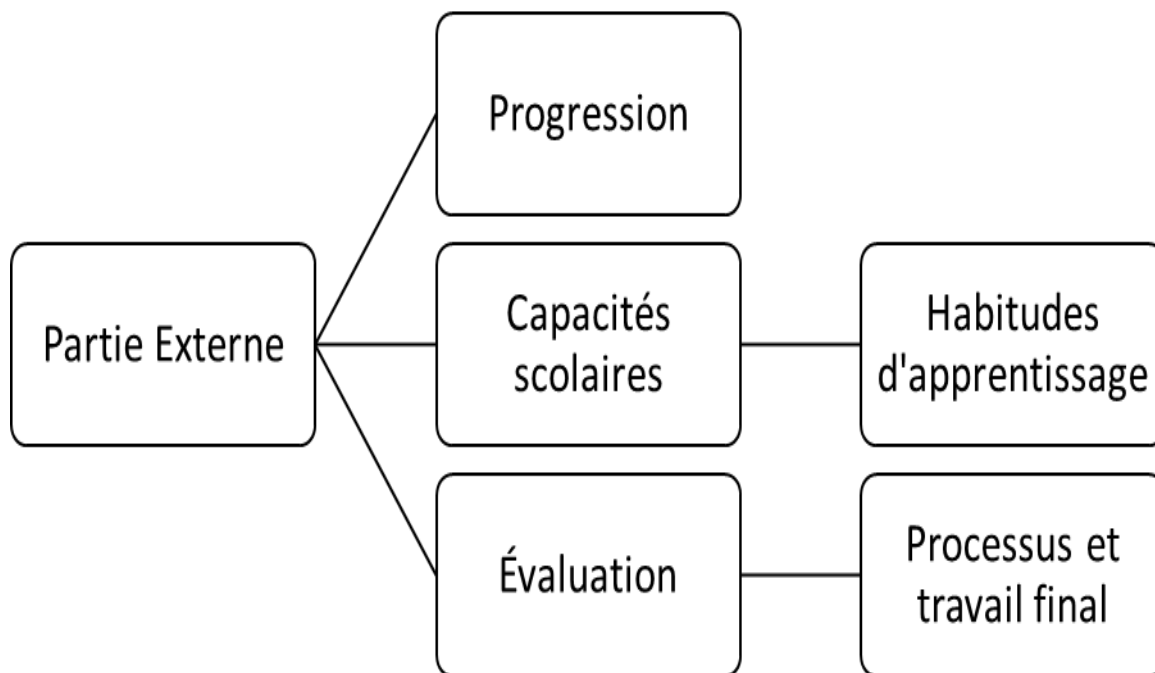 Progression
Partie Externe
Capacités
scolaires
Habitudes
d'apprentissage
Évaluation
Processus et
travail final